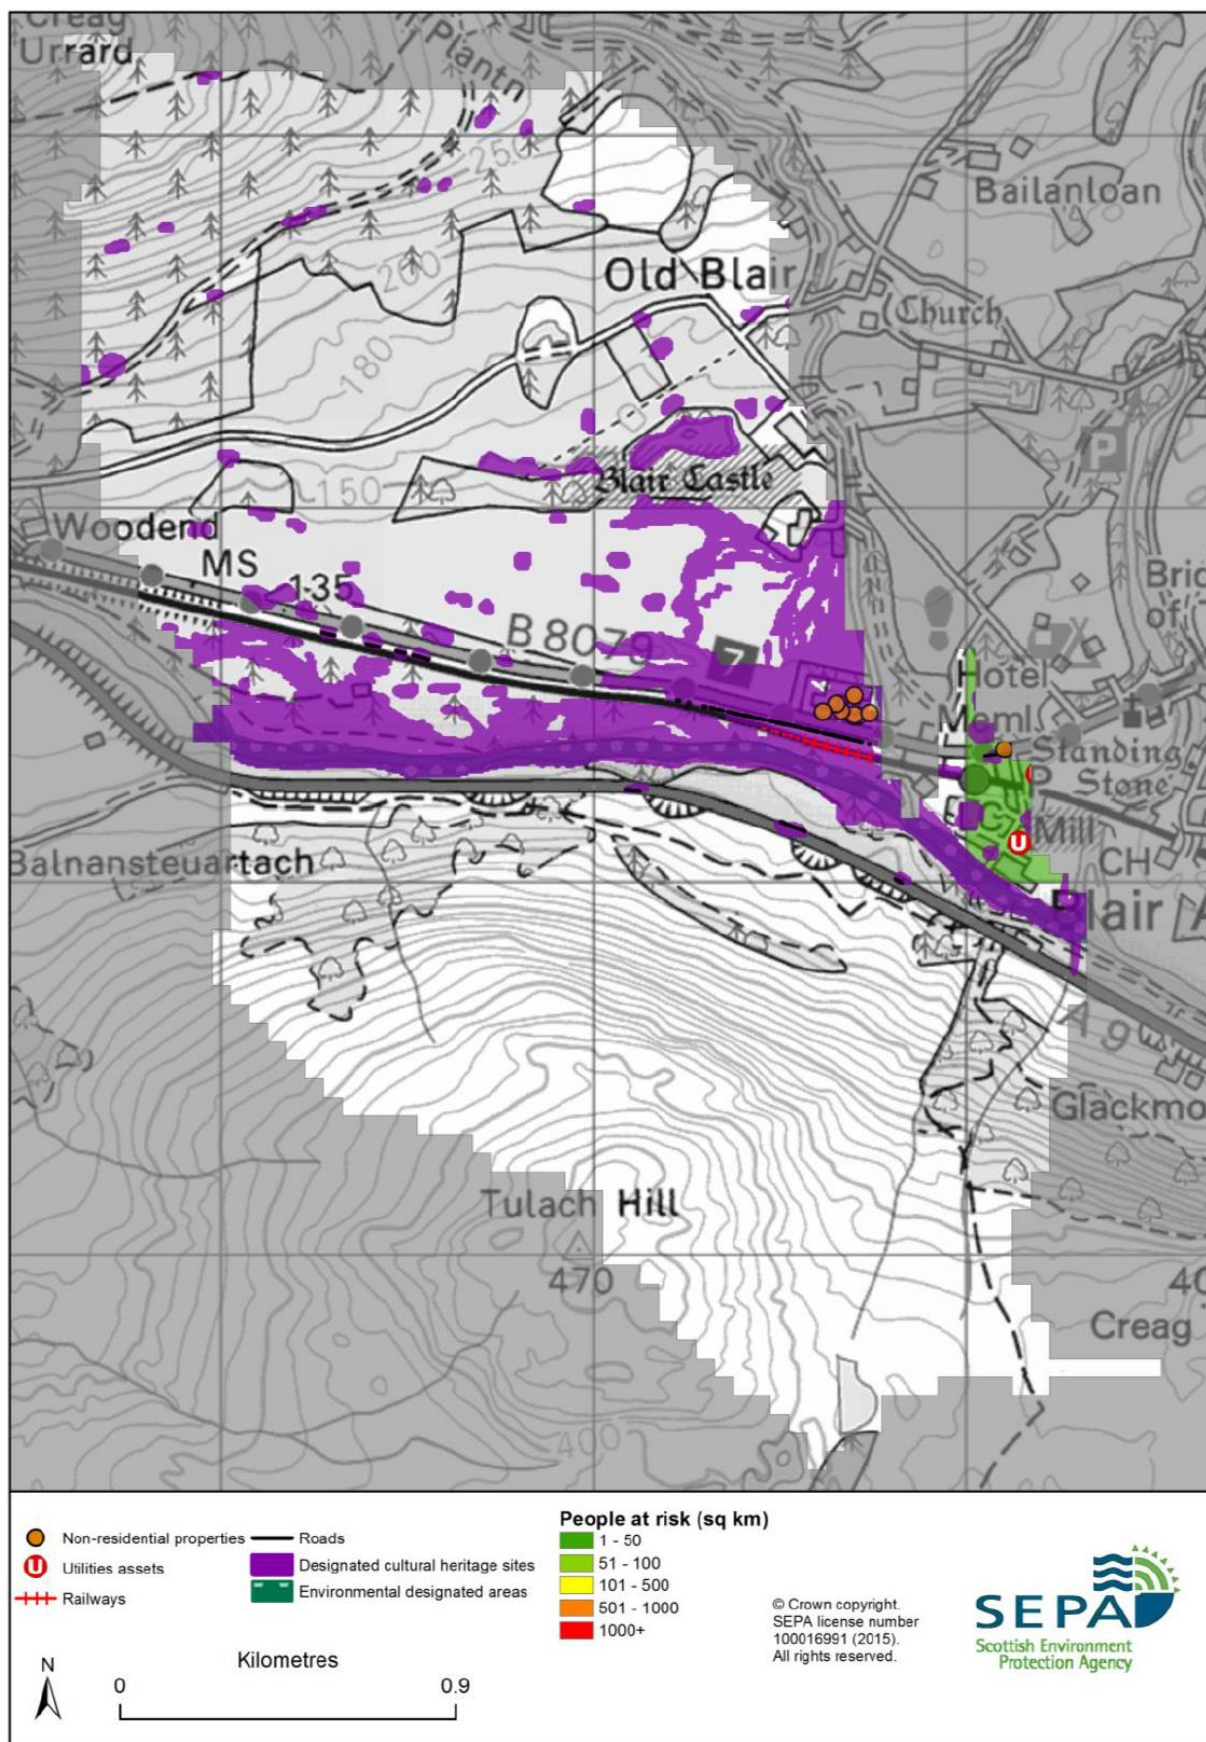 Creag
Urrard
Plantn
250
Bailanloan
Old Blair
200
Church
180
P
Blair Castle
150
Woodend
MS
135
B 8079
7
Hotel
Meml
Standing
Stone
P
U
Mill
CH
Balnansteuartach
Blair A
A 9
Glackmo
Tulach Hill
470
40
Creag
400
Non-residential properties
Utilities assets
Railways
Roads
Designated cultural heritage sites
Environmental designated areas
People at risk (sq km)
1 - 50
51 - 100
101 - 500
501 - 1000
1000+
© Crown copyright.
SEPA license number
100016991 (2015).
All rights reserved.
SEPA
Scottish Environment
Protection Agency
N
Kilometres
0 0.9